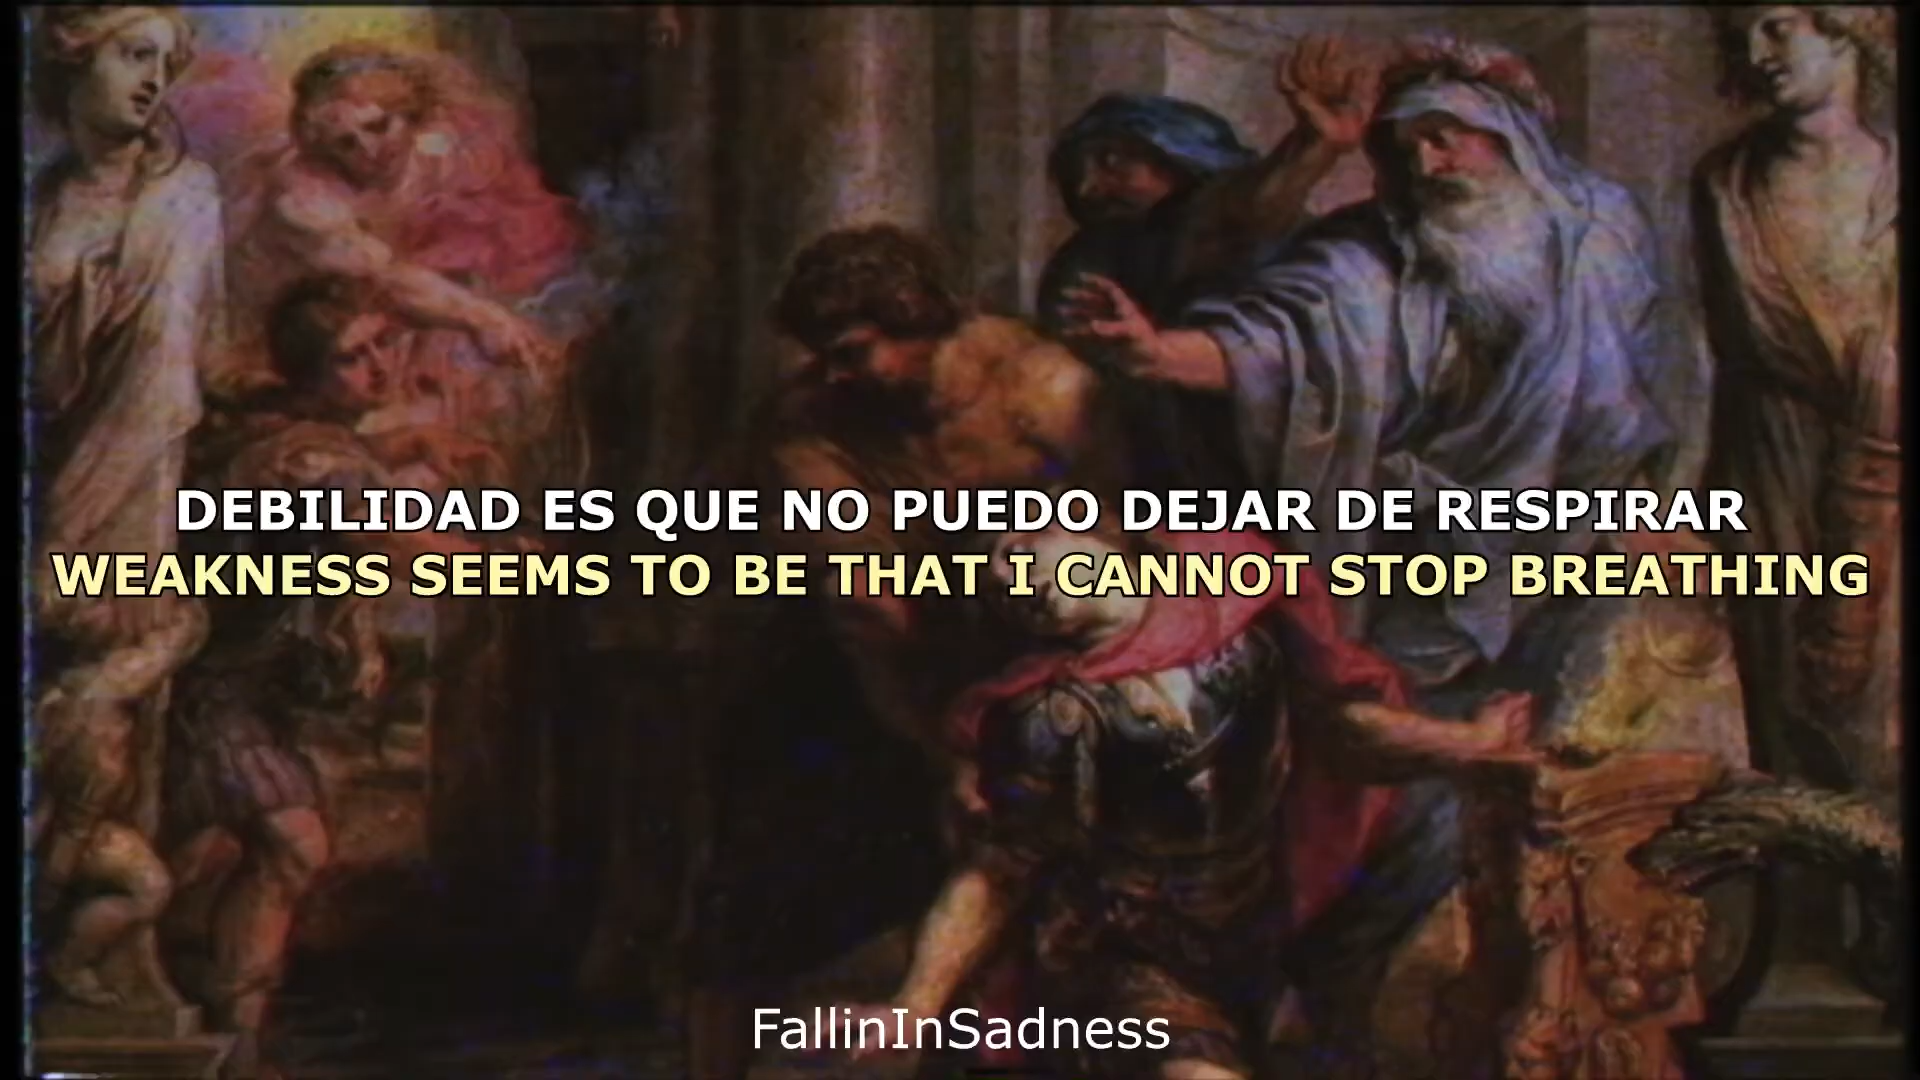 DEBILIDAD ES QUE NO PUEDO DEJAR DE RESPIRAR
WEAKNESS SEEMS TO BE THAT I CANNOT STOP BREATHING
FallinInSadness